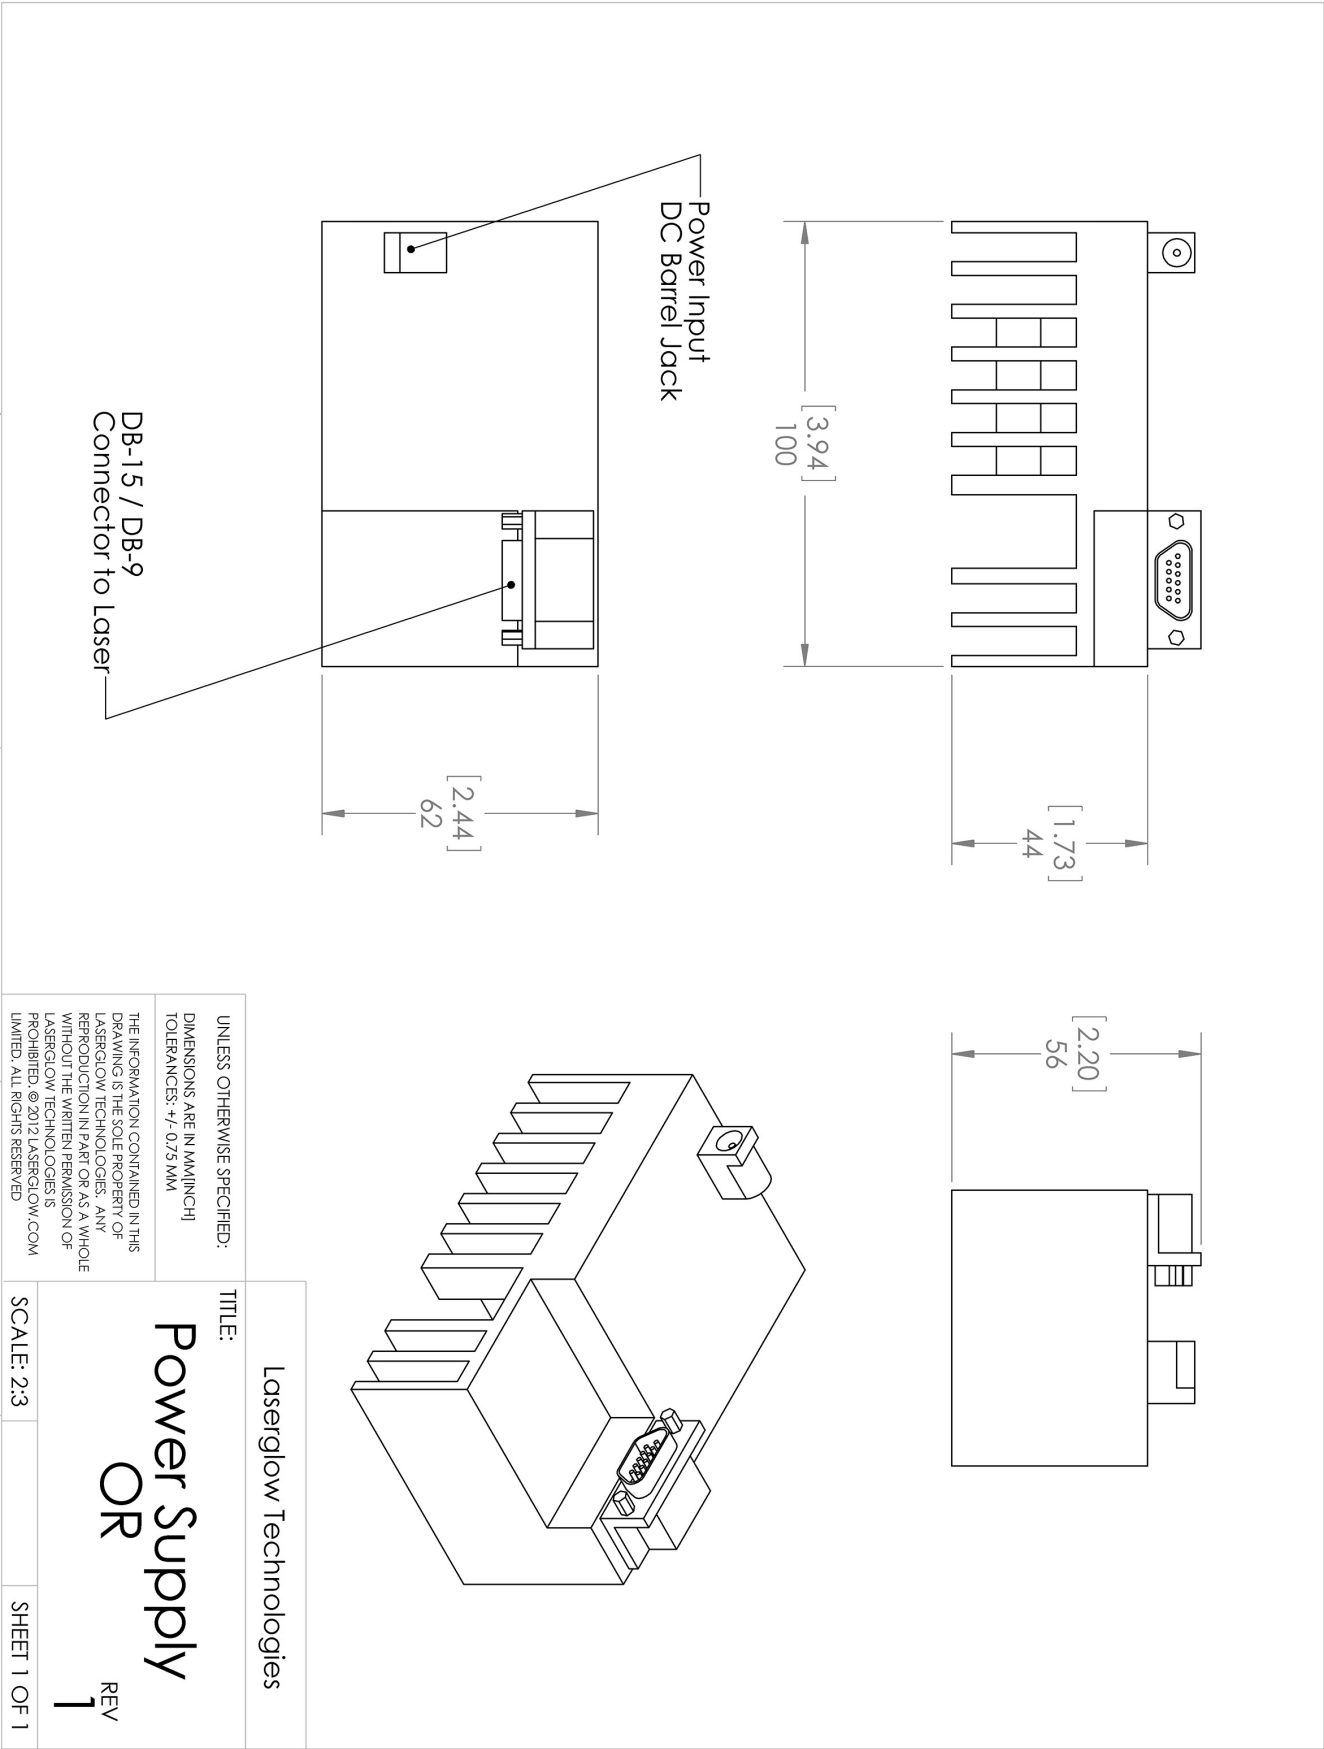 [1.73]
44
[2.20]
56
[3.94]
100
Power Input
DC Barrel Jack
[2.44]
62
DB-15 / DB-9
Connector to Laser
Laserglow Technologies
UNLESS OTHERWISE SPECIFIED:
DIMENSIONS ARE IN MM[INCH]
TOLERANCES: +/- 0.75 MM
THE INFORMATION CONTAINED IN THIS
DRAWING IS THE SOLE PROPERTY OF
LASERGLOW TECHNOLOGIES. ANY
REPRODUCTION IN PART OR AS A WHOLE
WITHOUT THE WRITTEN PERMISSION OF
LASERGLOW TECHNOLOGIES IS
PROHIBITED. © 2012 LASERGLOW.COM
LIMITED. ALL RIGHTS RESERVED
TITLE:
Power Supply
OR
REV
1
SCALE: 2:3
SHEET 1 OF 1